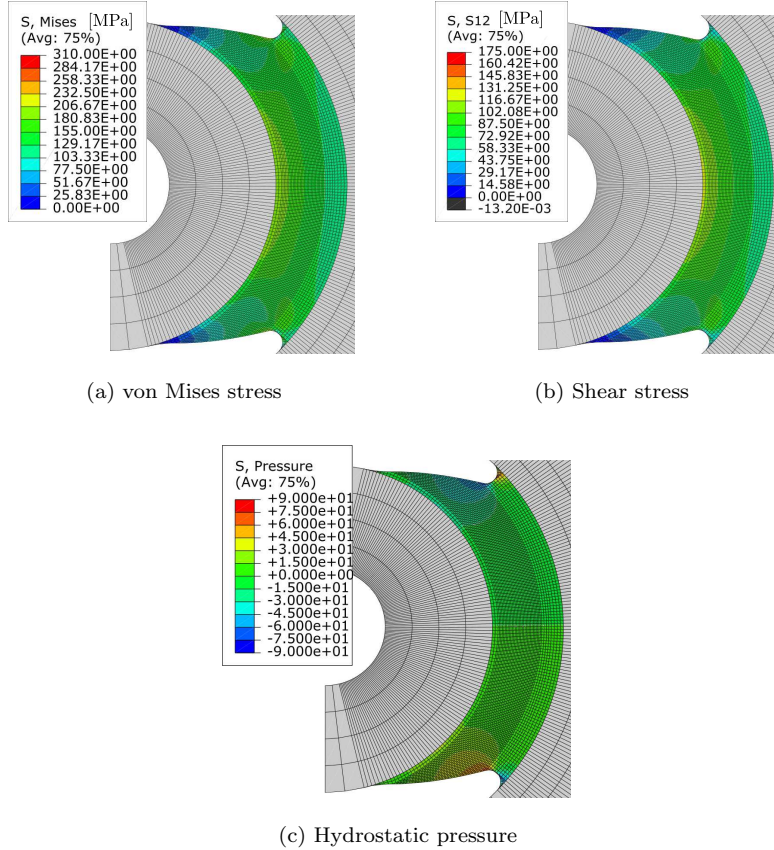 S, Mises [MPa]
(Avg: 75%)
310.00E+00
284.17E+00
258.33E+00
232.50E+00
206.67E+00
180.83E+00
155.00E+00
129.17E+00
103.33E+00
77.50E+00
51.67E+00
25.83E+00
0.00E+00
S, S12 [MPa]
(Avg: 75%)
175.00E+00
160.42E+00
145.83E+00
131.25E+00
116.67E+00
102.08E+00
87.50E+00
72.92E+00
58.33E+00
43.75E+00
29.17E+00
14.58E+00
0.00E+00
-13.20E-03
(a) von Mises stress
(b) Shear stress
S, Pressure
(Avg: 75%)
+9.000e+01
+7.500e+01
+6.000e+01
+4.500e+01
+3.000e+01
+1.500e+01
+0.000e+00
-1.500e+01
-3.000e+01
-4.500e+01
-6.000e+01
-7.500e+01
-9.000e+01
(c) Hydrostatic pressure